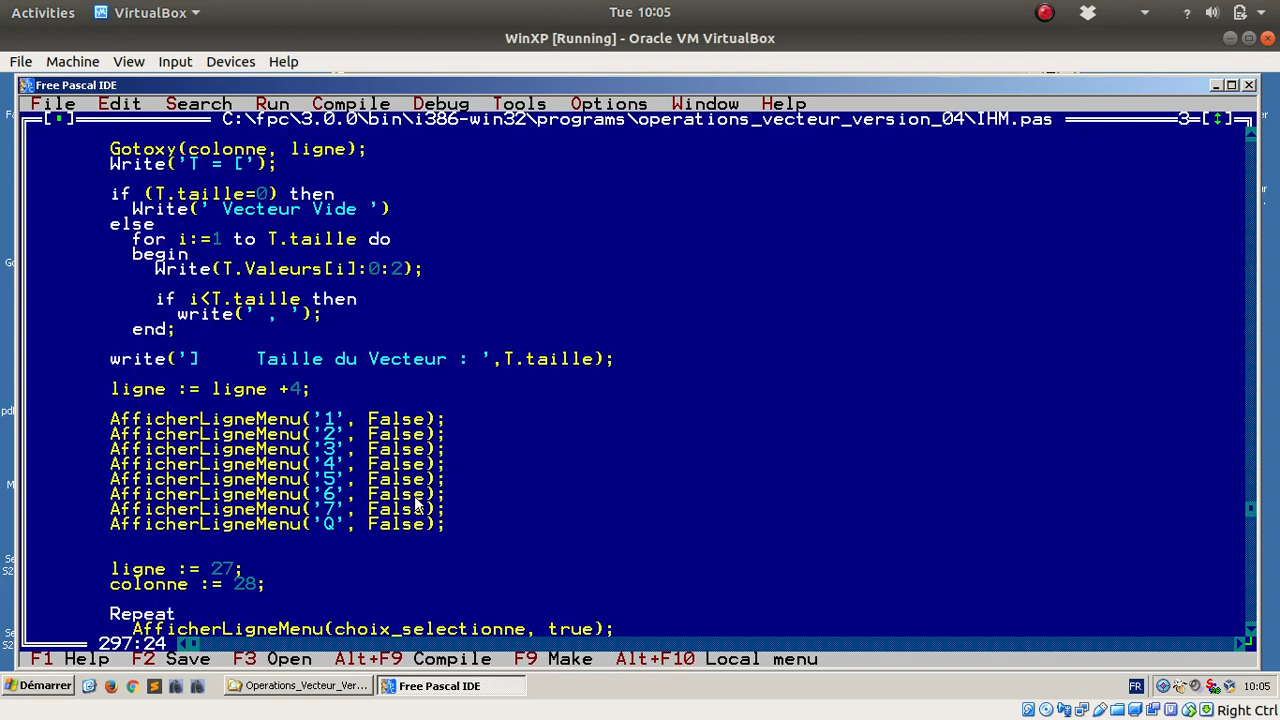 Activities VirtualBox Tue 10:05 ?
WinXP [Running] - Oracle VM VirtualBox
File Machine View Input Devices Help
Free Pascal IDE
File Edit Search Run Compile Debug Tools Options Window Help
C:\fpc\3.0.0\bin\i386-win32\programs\operations_vecteur_version_04\IHM.pas 3
Gotoxy(colonne, ligne);
Write('T = [');
if (T.taille=0) then
Write(' Vecteur Vide ')
else
for i:=1 to T.taille do
begin
Write(T.Valeurs[i]:0:2);
if i<T.taille then
write(' , ');
end;
write(']     Taille du Vecteur : ',T.taille);
ligne := ligne +4;
AfficherLigneMenu('1', False);
AfficherLigneMenu('2', False);
AfficherLigneMenu('3', False);
AfficherLigneMenu('4', False);
AfficherLigneMenu('5', False);
AfficherLigneMenu('6', False);
AfficherLigneMenu('7', False);
AfficherLigneMenu('Q', False);
ligne := 27;
colonne := 28;
Repeat
AfficherLigneMenu(choix_selectionne, true);
297:24
F1 Help F2 Save F3 Open Alt+F9 Compile F9 Make Alt+F10 Local menu
Démarrer Operations_Vecteur_Ver... Free Pascal IDE FR 10:05
Right Ctrl